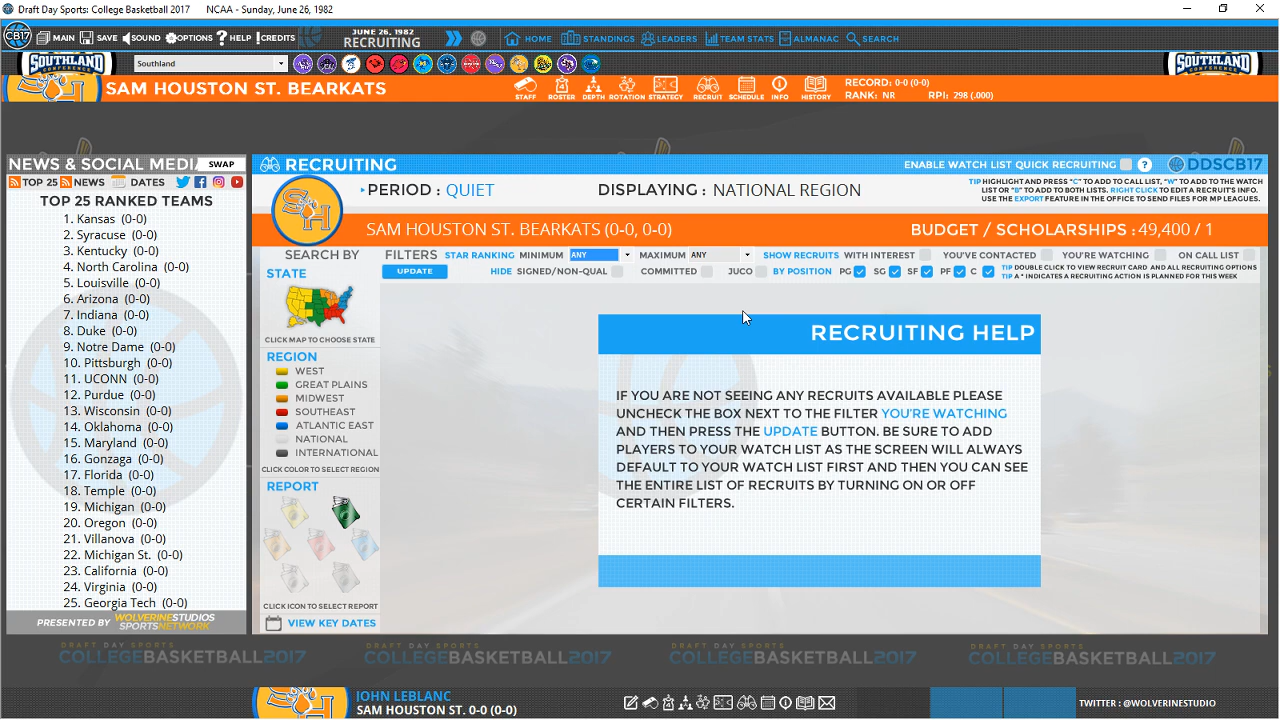 Draft Day Sports: College Basketball 2017 NCAA - Sunday, June 26, 1982
CB17 MAIN SAVE SOUND OPTIONS ? HELP ! CREDITS JUNE 26, 1982 RECRUITING HOME STANDINGS LEADERS TEAM STATS ALMANAC SEARCH
SOUTHLAND CONFERENCE Southland SOUTHLAND CONFERENCE
SAM HOUSTON ST. BEARKATS STAFF ROSTER DEPTH ROTATION STRATEGY RECRUIT SCHEDULE INFO HISTORY RECORD: 0-0 (0-0)
RANK: NR RPI: 298 (.000)
NEWS & SOCIAL MEDI SWAP
TOP 25 NEWS DATES
TOP 25 RANKED TEAMS
1. Kansas (0-0)
2. Syracuse (0-0)
3. Kentucky (0-0)
4. North Carolina (0-0)
5. Louisville (0-0)
6. Arizona (0-0)
7. Indiana (0-0)
8. Duke (0-0)
9. Notre Dame (0-0)
10. Pittsburgh (0-0)
11. UCONN (0-0)
12. Purdue (0-0)
13. Wisconsin (0-0)
14. Oklahoma (0-0)
15. Maryland (0-0)
16. Gonzaga (0-0)
17. Florida (0-0)
18. Temple (0-0)
19. Michigan (0-0)
20. Oregon (0-0)
21. Villanova (0-0)
22. Michigan St. (0-0)
23. California (0-0)
24. Virginia (0-0)
25. Georgia Tech (0-0)
PRESENTED BY WOLVERINESTUDIOS SPORTSNETWORK
RECRUITING ENABLE WATCH LIST QUICK RECRUITING ? DDSCB17
PERIOD : QUIET DISPLAYING : NATIONAL REGION
TIP HIGHLIGHT AND PRESS "C" TO ADD TO CALL LIST, "W" TO ADD TO THE WATCH
LIST OR "B" TO ADD TO BOTH LISTS. RIGHT CLICK TO EDIT A RECRUIT'S INFO.
USE THE EXPORT FEATURE IN THE OFFICE TO SEND FILES FOR MP LEAGUES.
SAM HOUSTON ST. BEARKATS (0-0, 0-0) BUDGET / SCHOLARSHIPS : 49,400 / 1
SEARCH BY FILTERS STAR RANKING MINIMUM ANY MAXIMUM ANY SHOW RECRUITS WITH INTEREST YOU'VE CONTACTED YOU'RE WATCHING ON CALL LIST
STATE UPDATE HIDE SIGNED/NON-QUAL COMMITTED JUCO BY POSITION PG SG SF PF C
TIP DOUBLE CLICK TO VIEW RECRUIT CARD AND ALL RECRUITING OPTIONS
TIP A * INDICATES A RECRUITING ACTION IS PLANNED FOR THIS WEEK
CLICK MAP TO CHOOSE STATE
REGION
WEST
GREAT PLAINS
MIDWEST
SOUTHEAST
ATLANTIC EAST
NATIONAL
INTERNATIONAL
CLICK COLOR TO SELECT REGION
REPORT
CLICK ICON TO SELECT REPORT
VIEW KEY DATES
RECRUITING HELP
IF YOU ARE NOT SEEING ANY RECRUITS AVAILABLE PLEASE
UNCHECK THE BOX NEXT TO THE FILTER YOU'RE WATCHING
AND THEN PRESS THE UPDATE BUTTON. BE SURE TO ADD
PLAYERS TO YOUR WATCH LIST AS THE SCREEN WILL ALWAYS
DEFAULT TO YOUR WATCH LIST FIRST AND THEN YOU CAN SEE
THE ENTIRE LIST OF RECRUITS BY TURNING ON OR OFF
CERTAIN FILTERS.
DRAFT DAY SPORTS DRAFT DAY SPORTS DRAFT DAY SPORTS DRAFT DAY SPORTS
COLLEGEBASKETBALL2017 COLLEGEBASKETBALL2017 COLLEGEBASKETBALL2017 COLLEGEBASKETBALL2017
JOHN LEBLANC
SAM HOUSTON ST. 0-0 (0-0) TWITTER : @WOLVERINESTUDIO